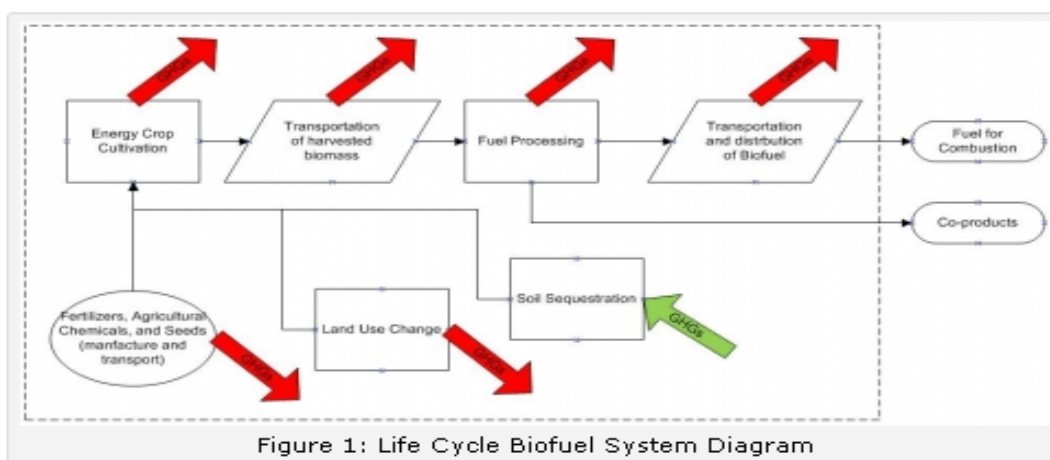 GHGs
GHGs
GHGs
GHGs
Energy Crop
Cultivation
Transportation
of harvested
biomass
Fuel Processing
Transportation
and distrbution
of Biofuel
Fuel for
Combustion
Co-products
Fertilizers, Agricultural
Chemicals, and Seeds
(manfacture and
transport)
GHGs
Land Use Change
GHGs
Soil Sequestration
GHGs
Figure 1: Life Cycle Biofuel System Diagram